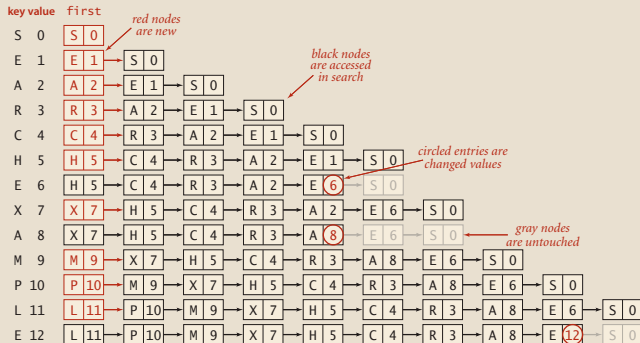 key value first
red nodes
are new
S 0 S 0
E 1 E 1 S 0
black nodes
are accessed
in search
A 2 A 2 E 1 S 0
R 3 R 3 A 2 E 1 S 0
C 4 C 4 R 3 A 2 E 1 S 0
circled entries are
changed values
H 5 H 5 C 4 R 3 A 2 E 1 S 0
E 6 H 5 C 4 R 3 A 2 E 6 S 0
X 7 X 7 H 5 C 4 R 3 A 2 E 6 S 0
gray nodes
are untouched
A 8 X 7 H 5 C 4 R 3 A 8 E 6 S 0
M 9 M 9 X 7 H 5 C 4 R 3 A 8 E 6 S 0
P 10 P 10 M 9 X 7 H 5 C 4 R 3 A 8 E 6 S 0
L 11 L 11 P 10 M 9 X 7 H 5 C 4 R 3 A 8 E 6 S 0
E 12 L 11 P 10 M 9 X 7 H 5 C 4 R 3 A 8 E 12 S 0